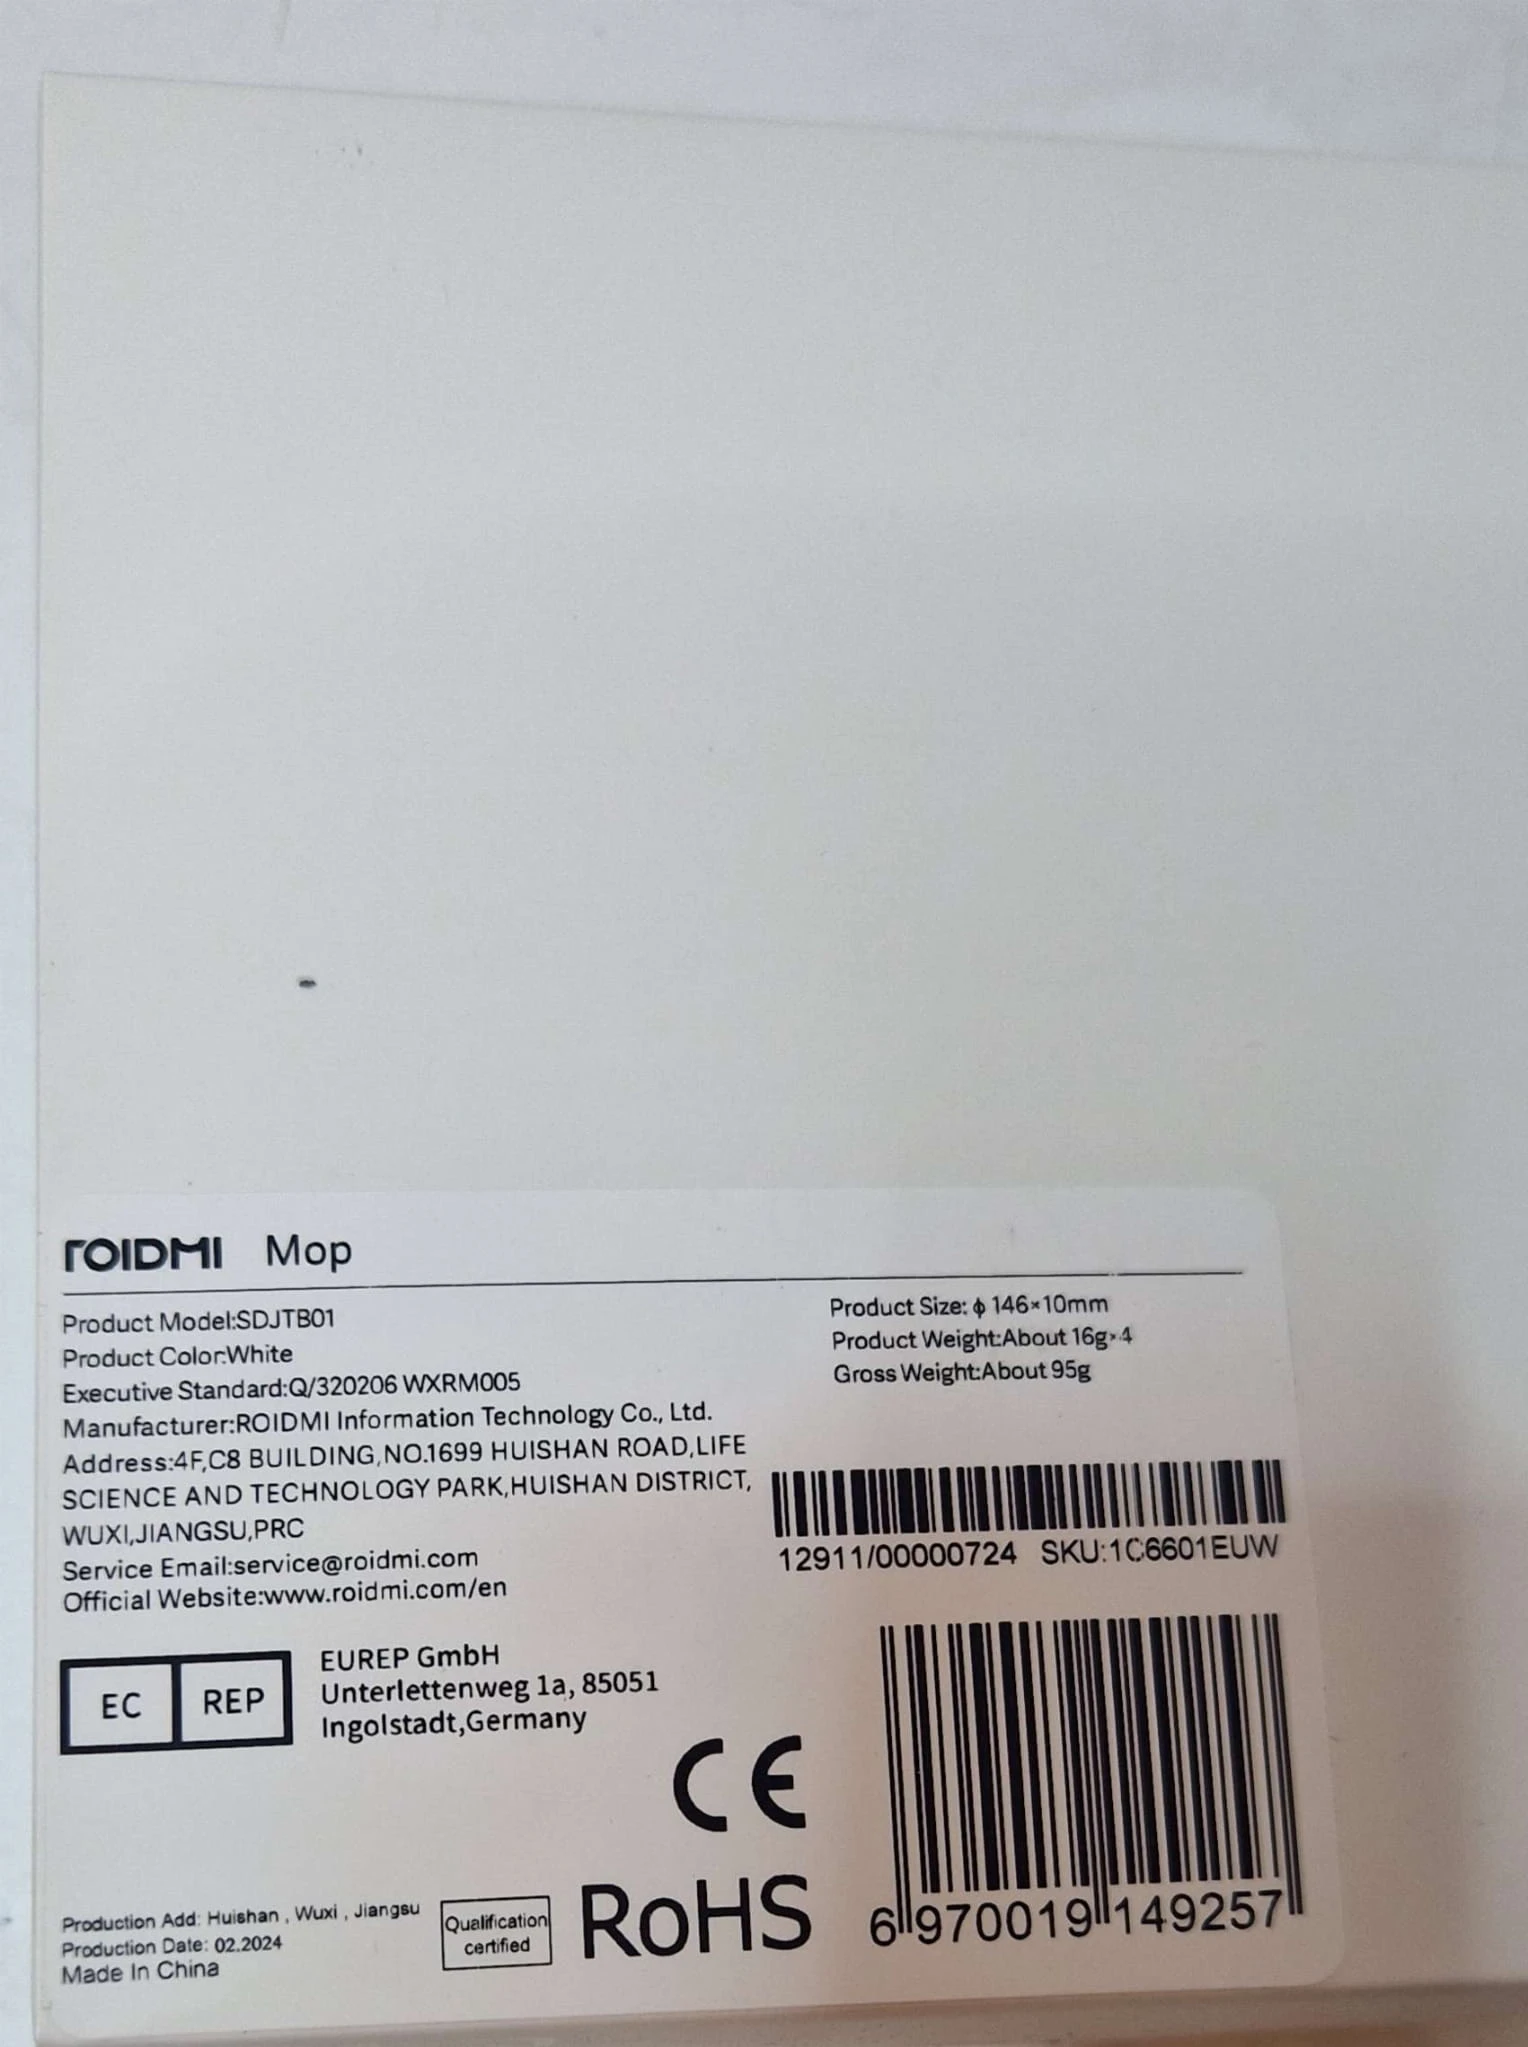 ROIDMI Mop
Product Model:SDJTB01
Product Color:White
Executive Standard:Q/320206 WXRM005
Manufacturer:ROIDMI Information Technology Co., Ltd.
Address:4F,C8 BUILDING,NO.1699 HUISHAN ROAD,LIFE
SCIENCE AND TECHNOLOGY PARK,HUISHAN DISTRICT,
WUXI,JIANGSU,PRC
Service Email:service@roidmi.com
Official Website:www.roidmi.com/en
Product Size: ϕ 146×10mm
Product Weight:About 16g×4
Gross Weight:About 95g
12911/00000724 SKU:1C6601EUW
EC REP
EUREP GmbH
Unterlettenweg 1a, 85051
Ingolstadt,Germany
CE
RoHS
6 970019 149257
Qualification
certified
Production Add: Huishan , Wuxi , Jiangsu
Production Date: 02.2024
Made In China